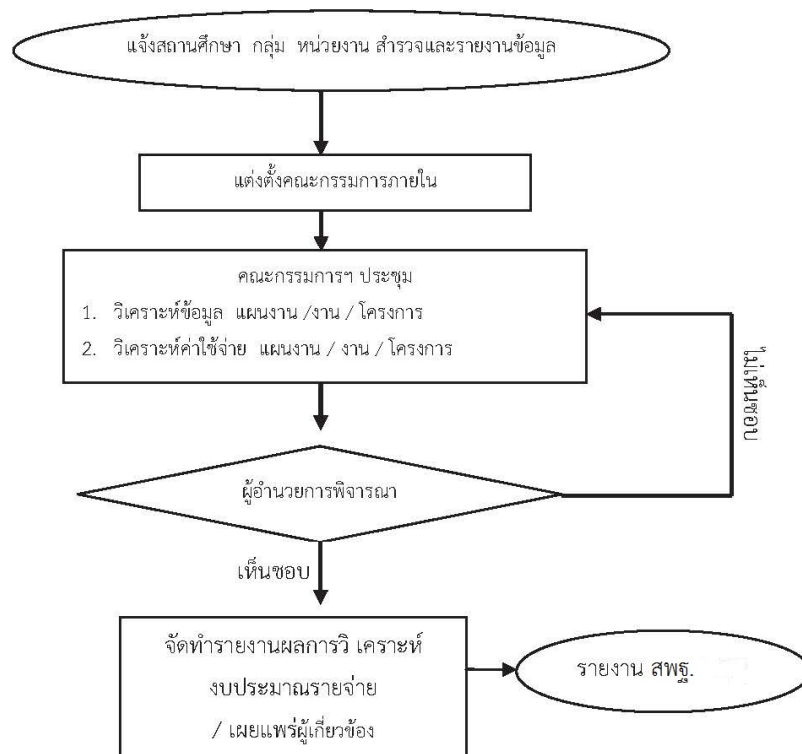 แจ้งสถานศึกษา กลุ่ม หน่วยงาน สำรวจและรายงานข้อมูล
แต่งตั้งคณะกรรมการภายใน
คณะกรรมการฯ ประชุม
1. วิเคราะห์ข้อมูล แผนงาน /งาน / โครงการ
2. วิเคราะห์ค่าใช้จ่าย แผนงาน / งาน / โครงการ
ไม่เห็นชอบ
ผู้อำนวยการพิจารณา
เห็นชอบ
จัดทำรายงานผลการวิ เคราะห์
งบประมาณรายจ่าย
/ เผยแพร่ผู้เกี่ยวข้อง
รายงาน สพฐ.